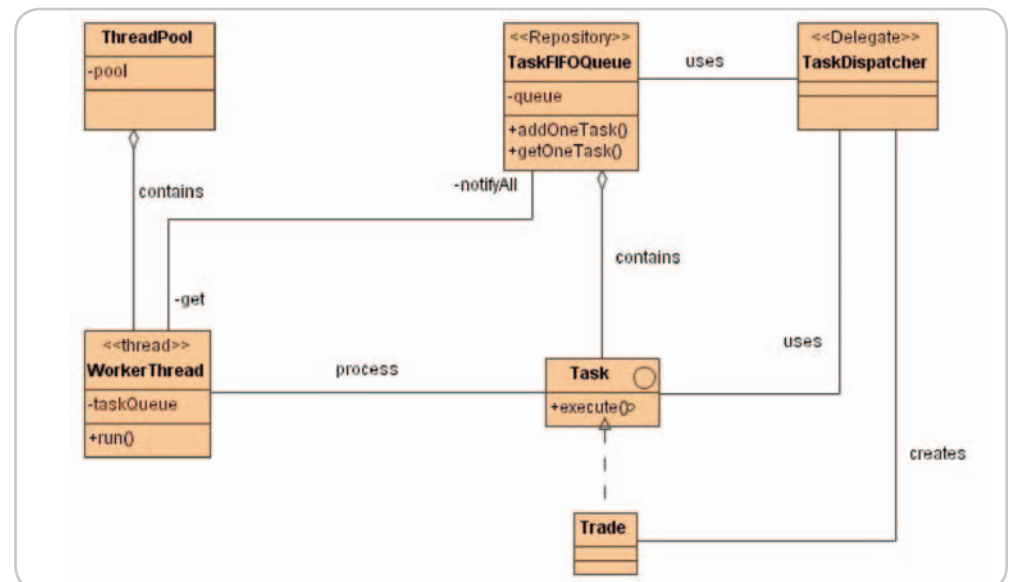 ThreadPool
-pool
<<Repository>>
TaskFIFOQueue
-queue
+addOneTask()
+getOneTask()
uses
<<Delegate>>
TaskDispatcher
contains
-notifyAll
-get
contains
<<thread>>
WorkerThread
-taskQueue
+run()
process
Task
+execute()
uses
creates
Trade